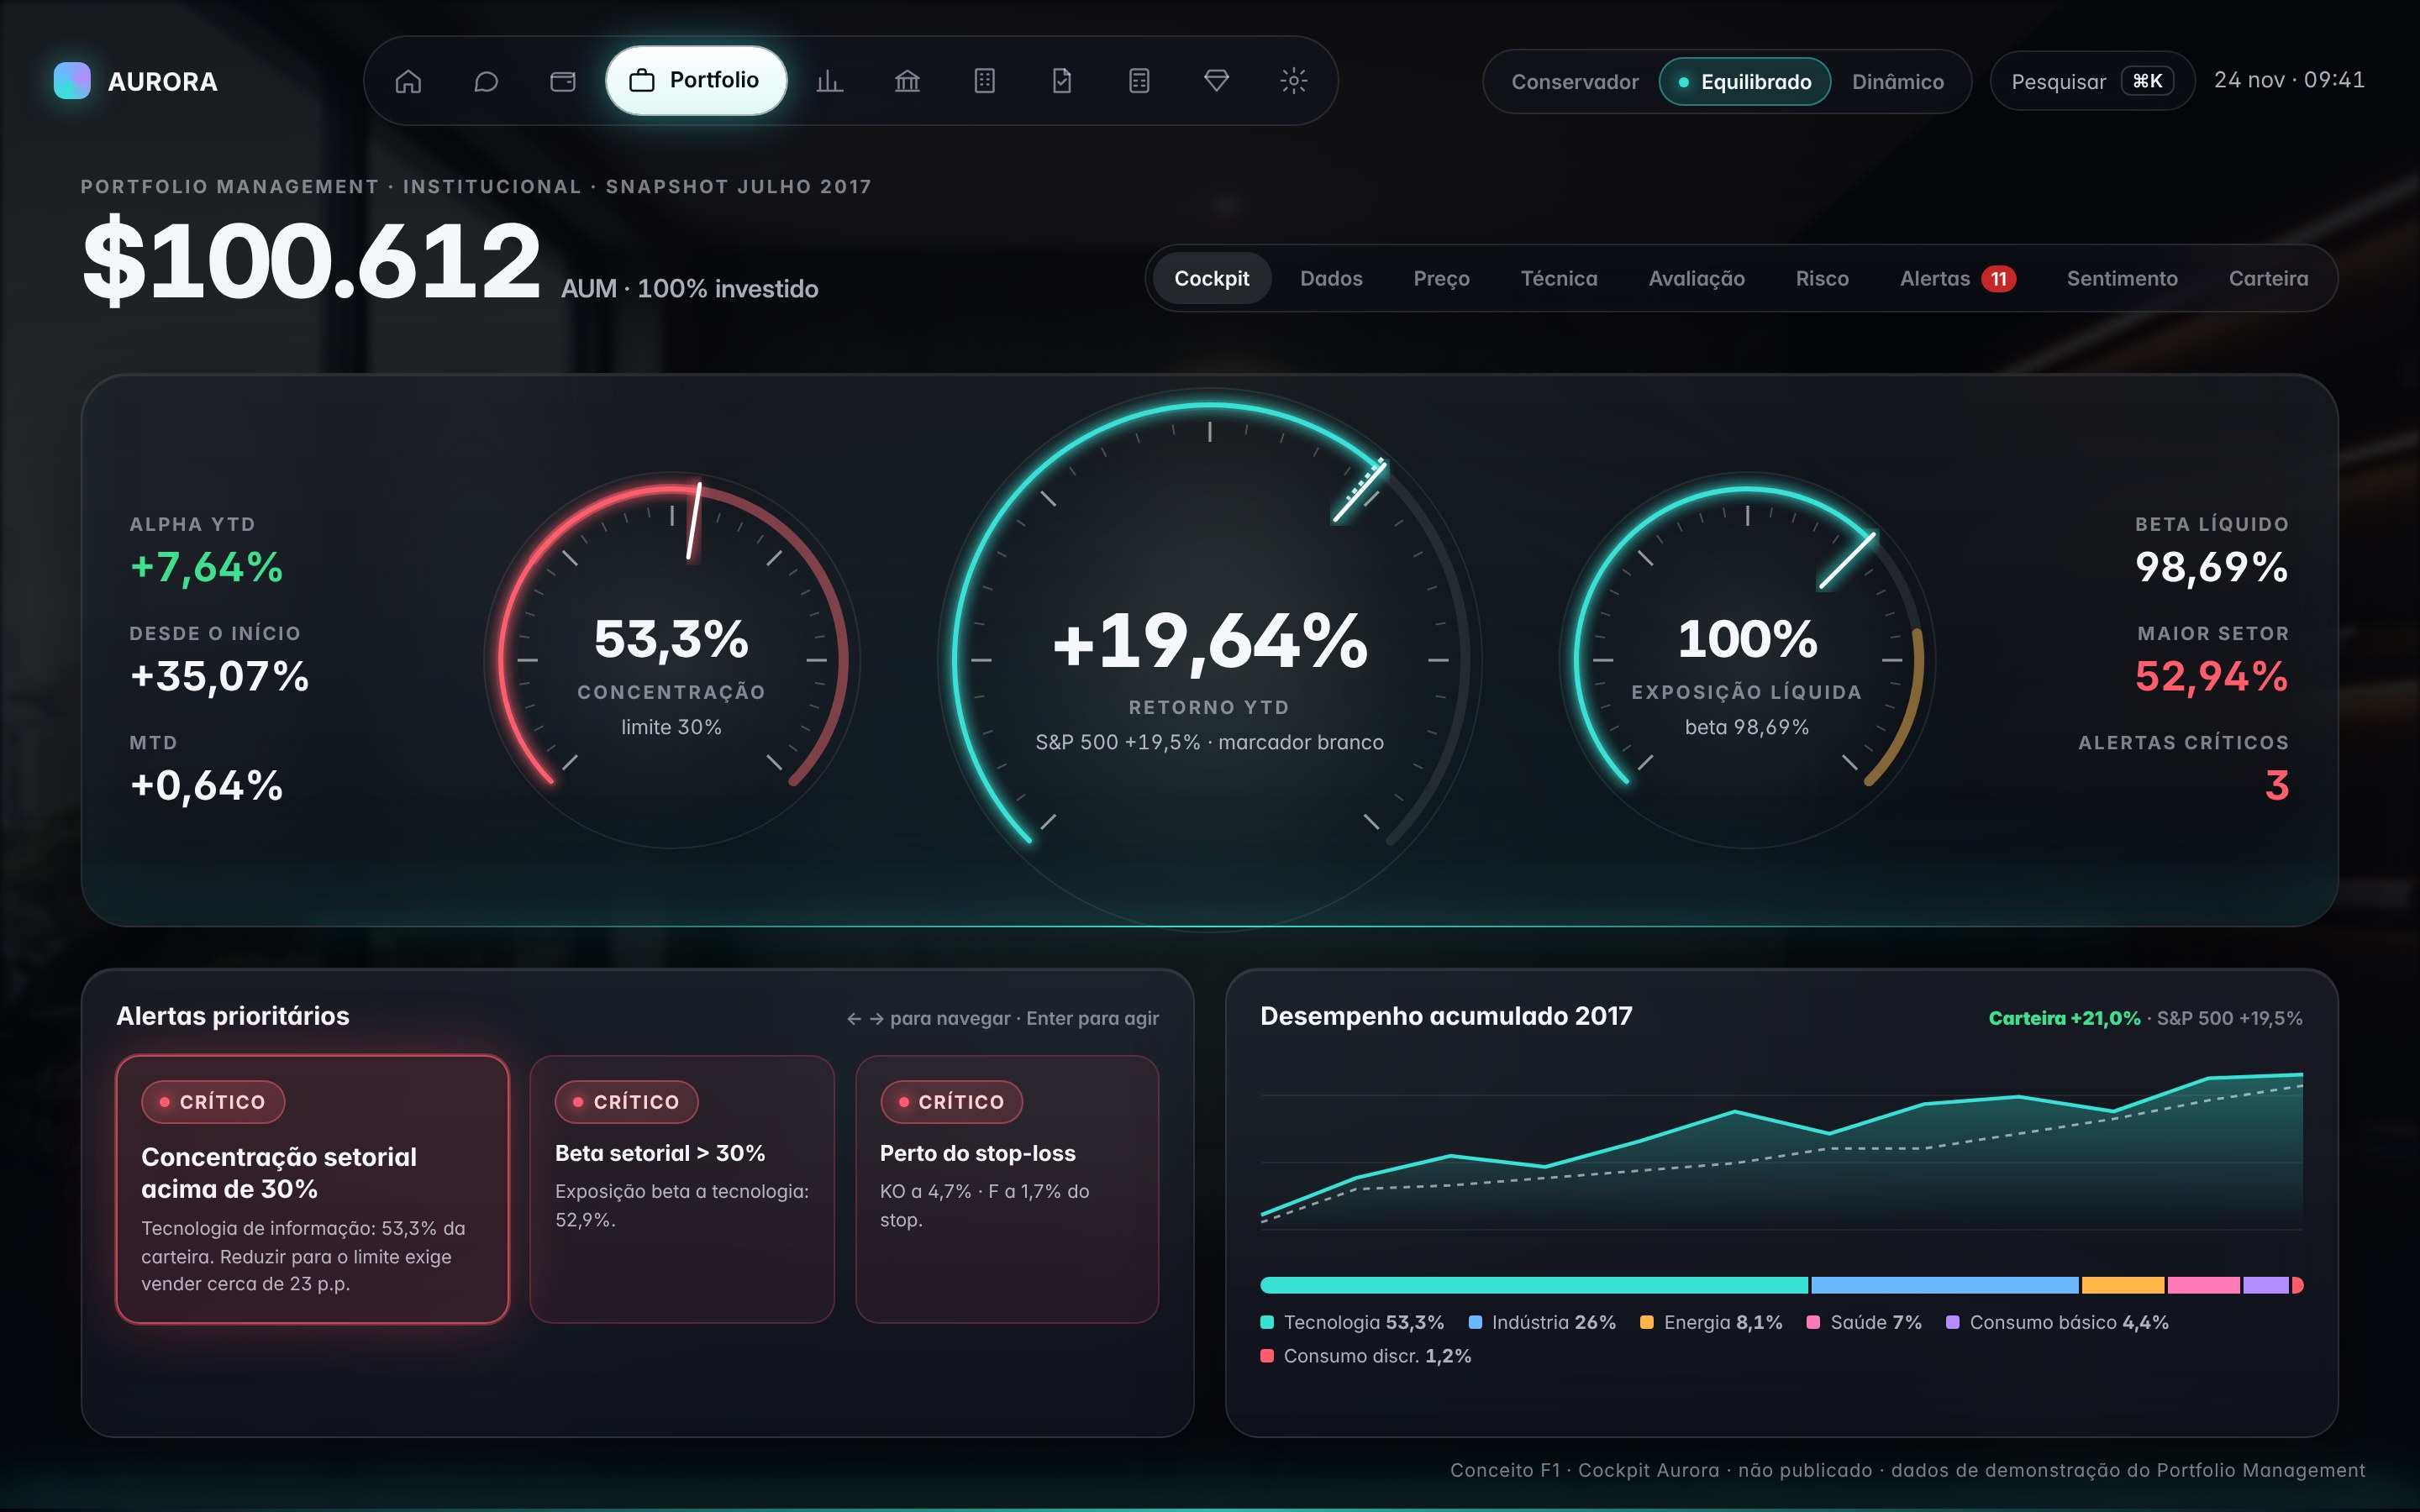 AURORA
Portfolio
Conservador
Equilibrado
Dinâmico
Pesquisar ⌘K
24 nov · 09:41
PORTFOLIO MANAGEMENT · INSTITUCIONAL · SNAPSHOT JULHO 2017
$100.612 AUM · 100% investido
Cockpit
Dados
Preço
Técnica
Avaliação
Risco
Alertas 11
Sentimento
Carteira
ALPHA YTD
+7,64%
DESDE O INÍCIO
+35,07%
MTD
+0,64%
53,3%
CONCENTRAÇÃO
limite 30%
+19,64%
RETORNO YTD
S&P 500 +19,5% · marcador branco
100%
EXPOSIÇÃO LÍQUIDA
beta 98,69%
BETA LÍQUIDO
98,69%
MAIOR SETOR
52,94%
ALERTAS CRÍTICOS
3
Alertas prioritários
← → para navegar · Enter para agir
CRÍTICO
Concentração setorial
acima de 30%
Tecnologia de informação: 53,3% da
carteira. Reduzir para o limite exige
vender cerca de 23 p.p.
CRÍTICO
Beta setorial > 30%
Exposição beta a tecnologia:
52,9%.
CRÍTICO
Perto do stop-loss
KO a 4,7% · F a 1,7% do
stop.
Desempenho acumulado 2017
Carteira +21,0% · S&P 500 +19,5%
Tecnologia 53,3%
Indústria 26%
Energia 8,1%
Saúde 7%
Consumo básico 4,4%
Consumo discr. 1,2%
Conceito F1 · Cockpit Aurora · não publicado · dados de demonstração do Portfolio Management